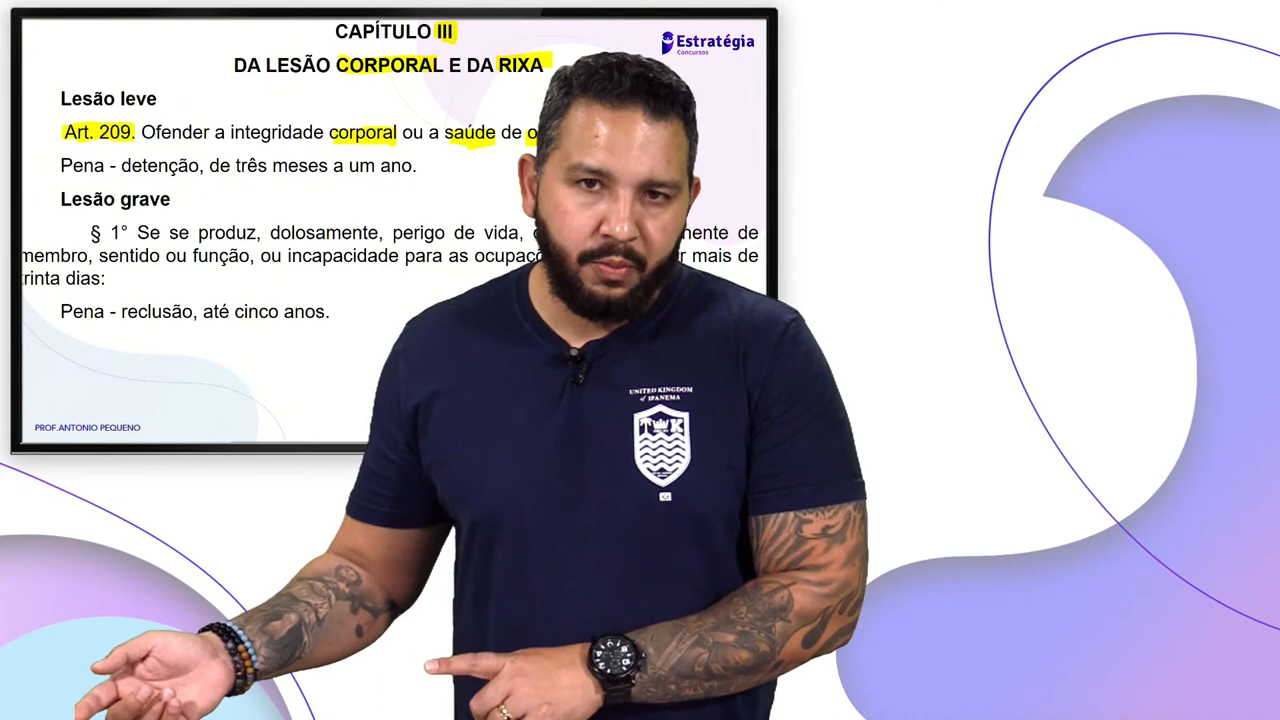 CAPÍTULO III
DA LESÃO CORPORAL E DA RIXA
Estratégia
Concursos
Lesão leve
Art. 209. Ofender a integridade corporal ou a saúde de
Pena - detenção, de três meses a um ano.
Lesão grave
§ 1° Se se produz, dolosamente, perigo de vida, de
membro, sentido ou função, ou incapacidade para as mais de
trinta dias:
Pena - reclusão, até cinco anos.
PROF.ANTONIO PEQUENO
UNITED KINGDOM
of IPANEMA
T K